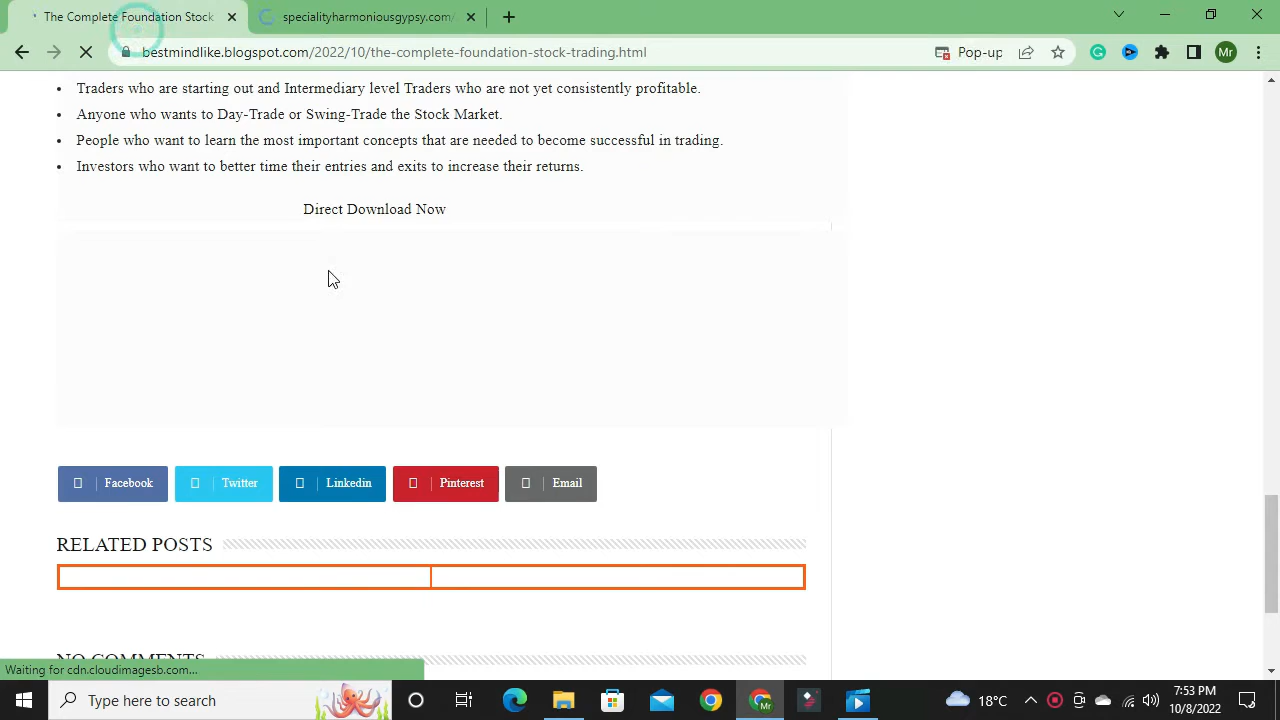 The Complete Foundation Stock
specialityharmoniousgypsy.com/
bestmindlike.blogspot.com/2022/10/the-complete-foundation-stock-trading.html
Pop-up
Mr
• Traders who are starting out and Intermediary level Traders who are not yet consistently profitable.
• Anyone who wants to Day-Trade or Swing-Trade the Stock Market.
• People who want to learn the most important concepts that are needed to become successful in trading.
• Investors who want to better time their entries and exits to increase their returns.
Direct Download Now
Facebook Twitter Linkedin Pinterest Email
RELATED POSTS
NO COMMENTS
Waiting for cdn.cloudimagesb.com...
Type here to search
Mr
18°C
7:53 PM
10/8/2022